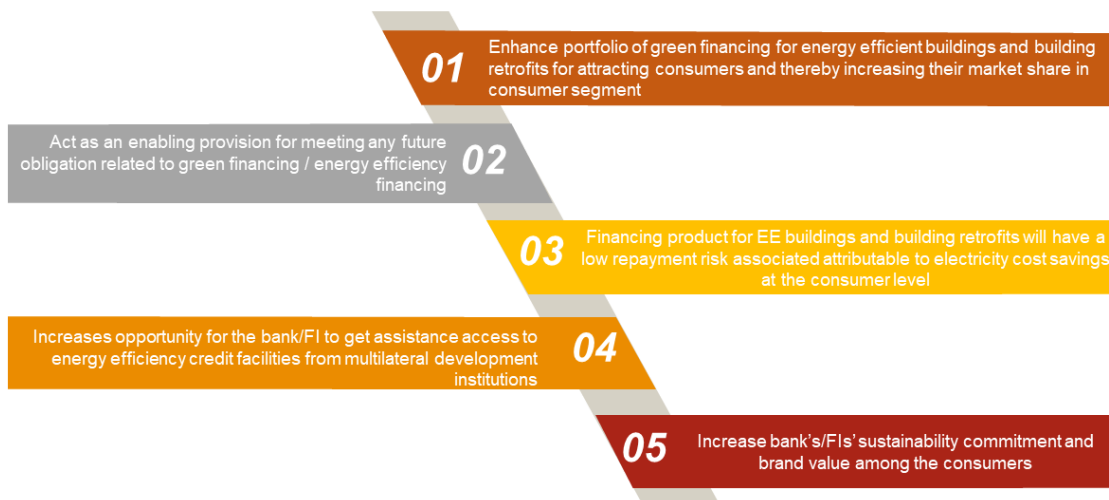 01
Enhance portfolio of green financing for energy efficient buildings and building
retrofits for attracting consumers and thereby increasing their market share in
consumer segment
Act as an enabling provision for meeting any future
obligation related to green financing / energy efficiency
financing
02
03
Financing product for EE buildings and building retrofits will have a
low repayment risk associated attributable to electricity cost savings
at the consumer level
Increases opportunity for the bank/FI to get assistance access to
energy efficiency credit facilities from multilateral development
institutions
04
05
Increase bank's/FIs' sustainability commitment and
brand value among the consumers